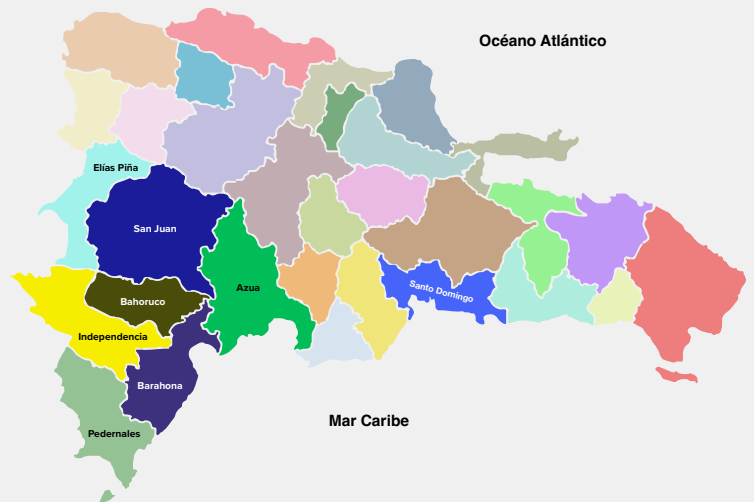 Océano Atlántico
Elías Piña
San Juan
Azua
Santo Domingo
Bahoruco
Independencia
Barahona
Mar Caribe
Pedernales